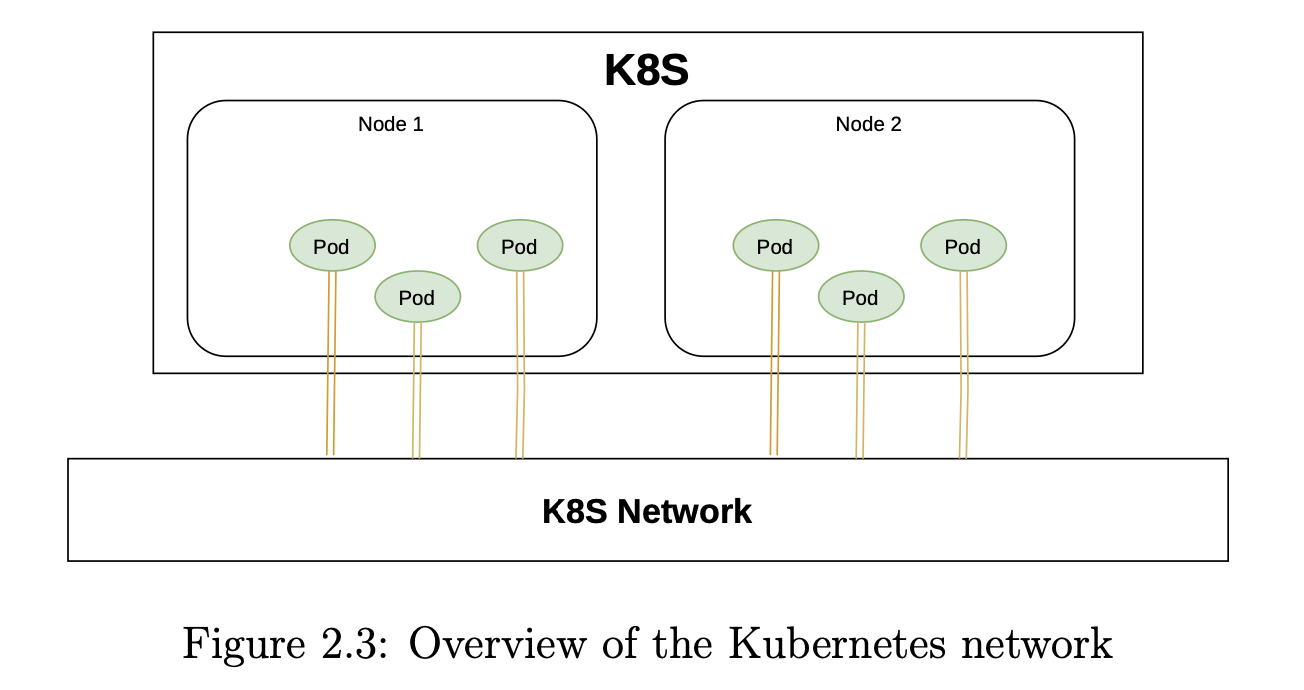 K8S
Node 1
Node 2
Pod
Pod
Pod
Pod
Pod
Pod
K8S Network
Figure 2.3: Overview of the Kubernetes network